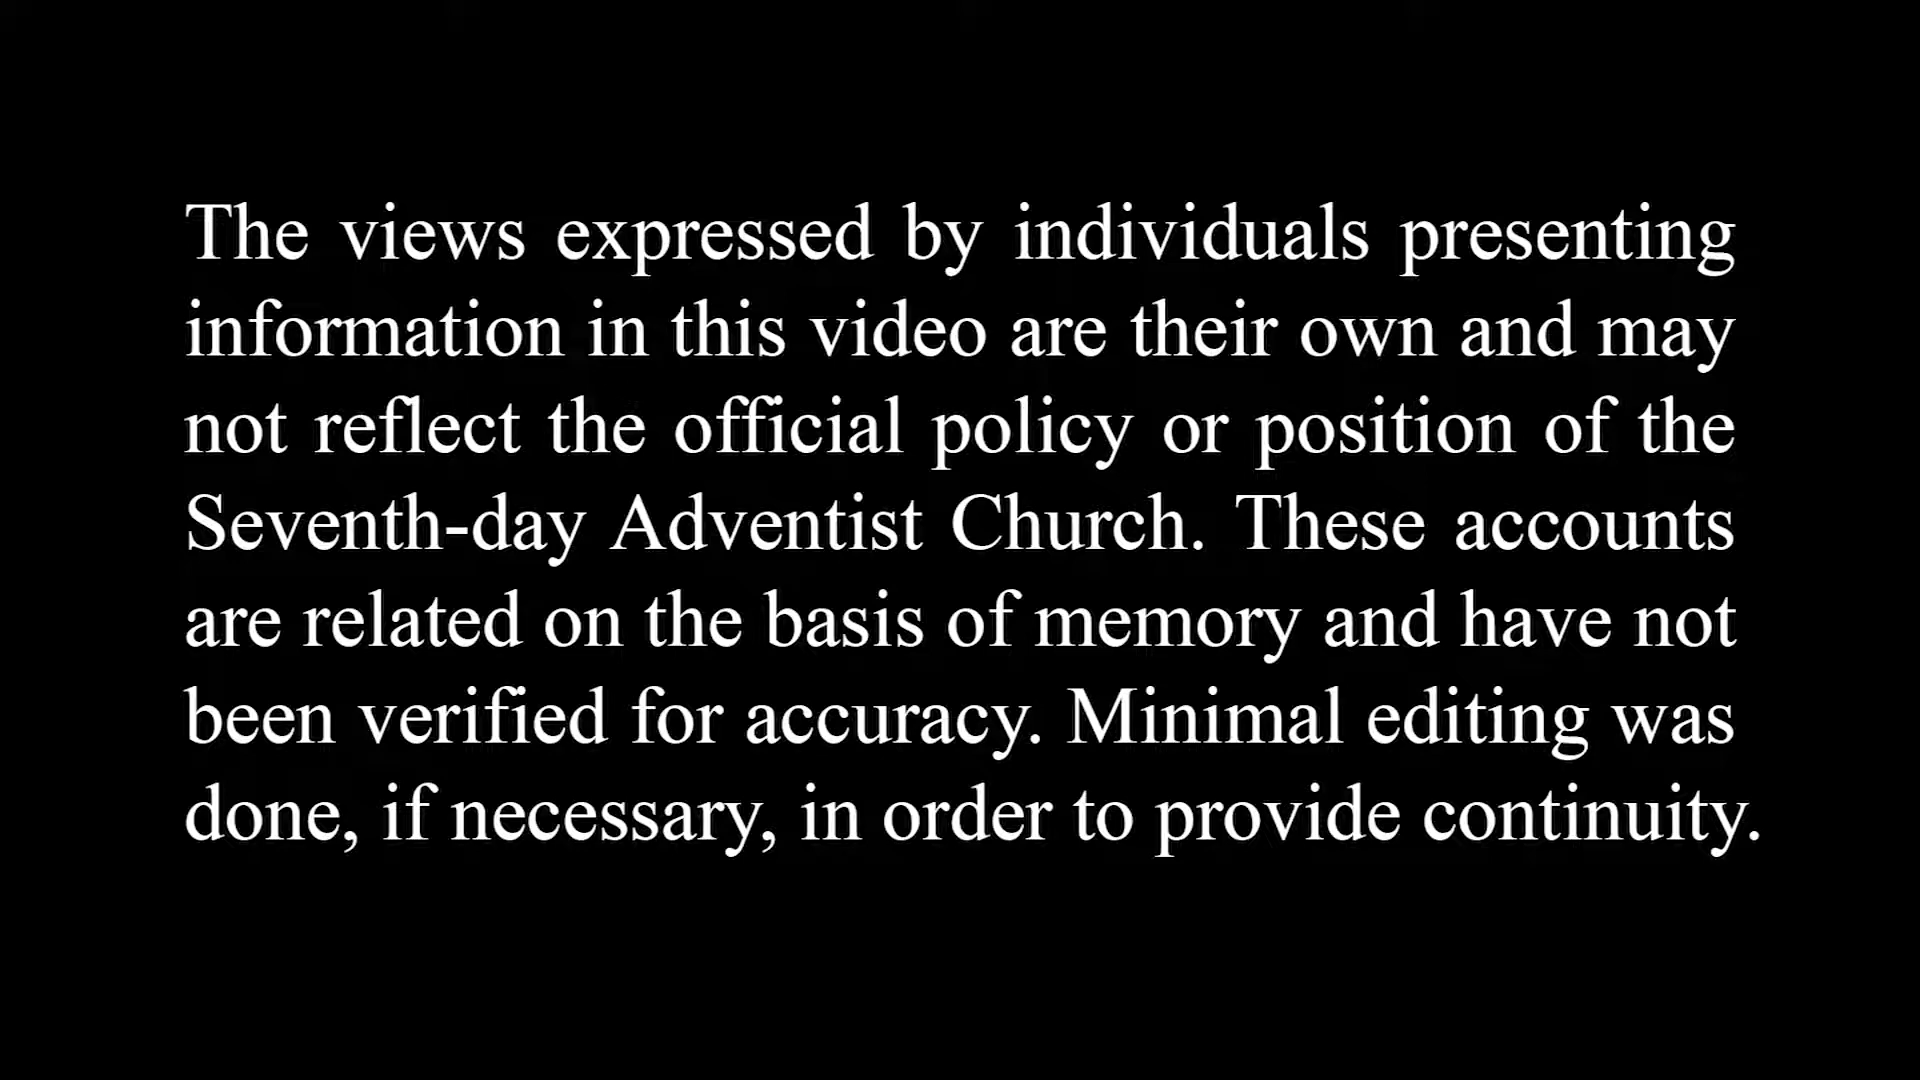 The views expressed by individuals presenting
information in this video are their own and may
not reflect the official policy or position of the
Seventh-day Adventist Church. These accounts
are related on the basis of memory and have not
been verified for accuracy. Minimal editing was
done, if necessary, in order to provide continuity.